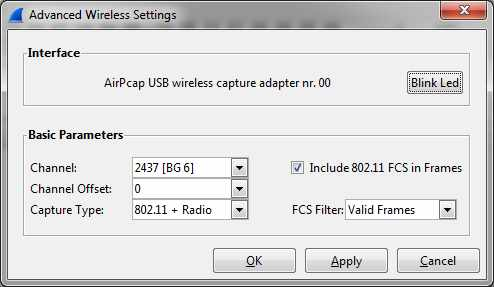 Advanced Wireless Settings
Interface
AirPcap USB wireless capture adapter nr. 00
Blink Led
Basic Parameters
Channel: 2437 [BG 6] Include 802.11 FCS in Frames
Channel Offset: 0
Capture Type: 802.11 + Radio FCS Filter: Valid Frames
OK Apply Cancel